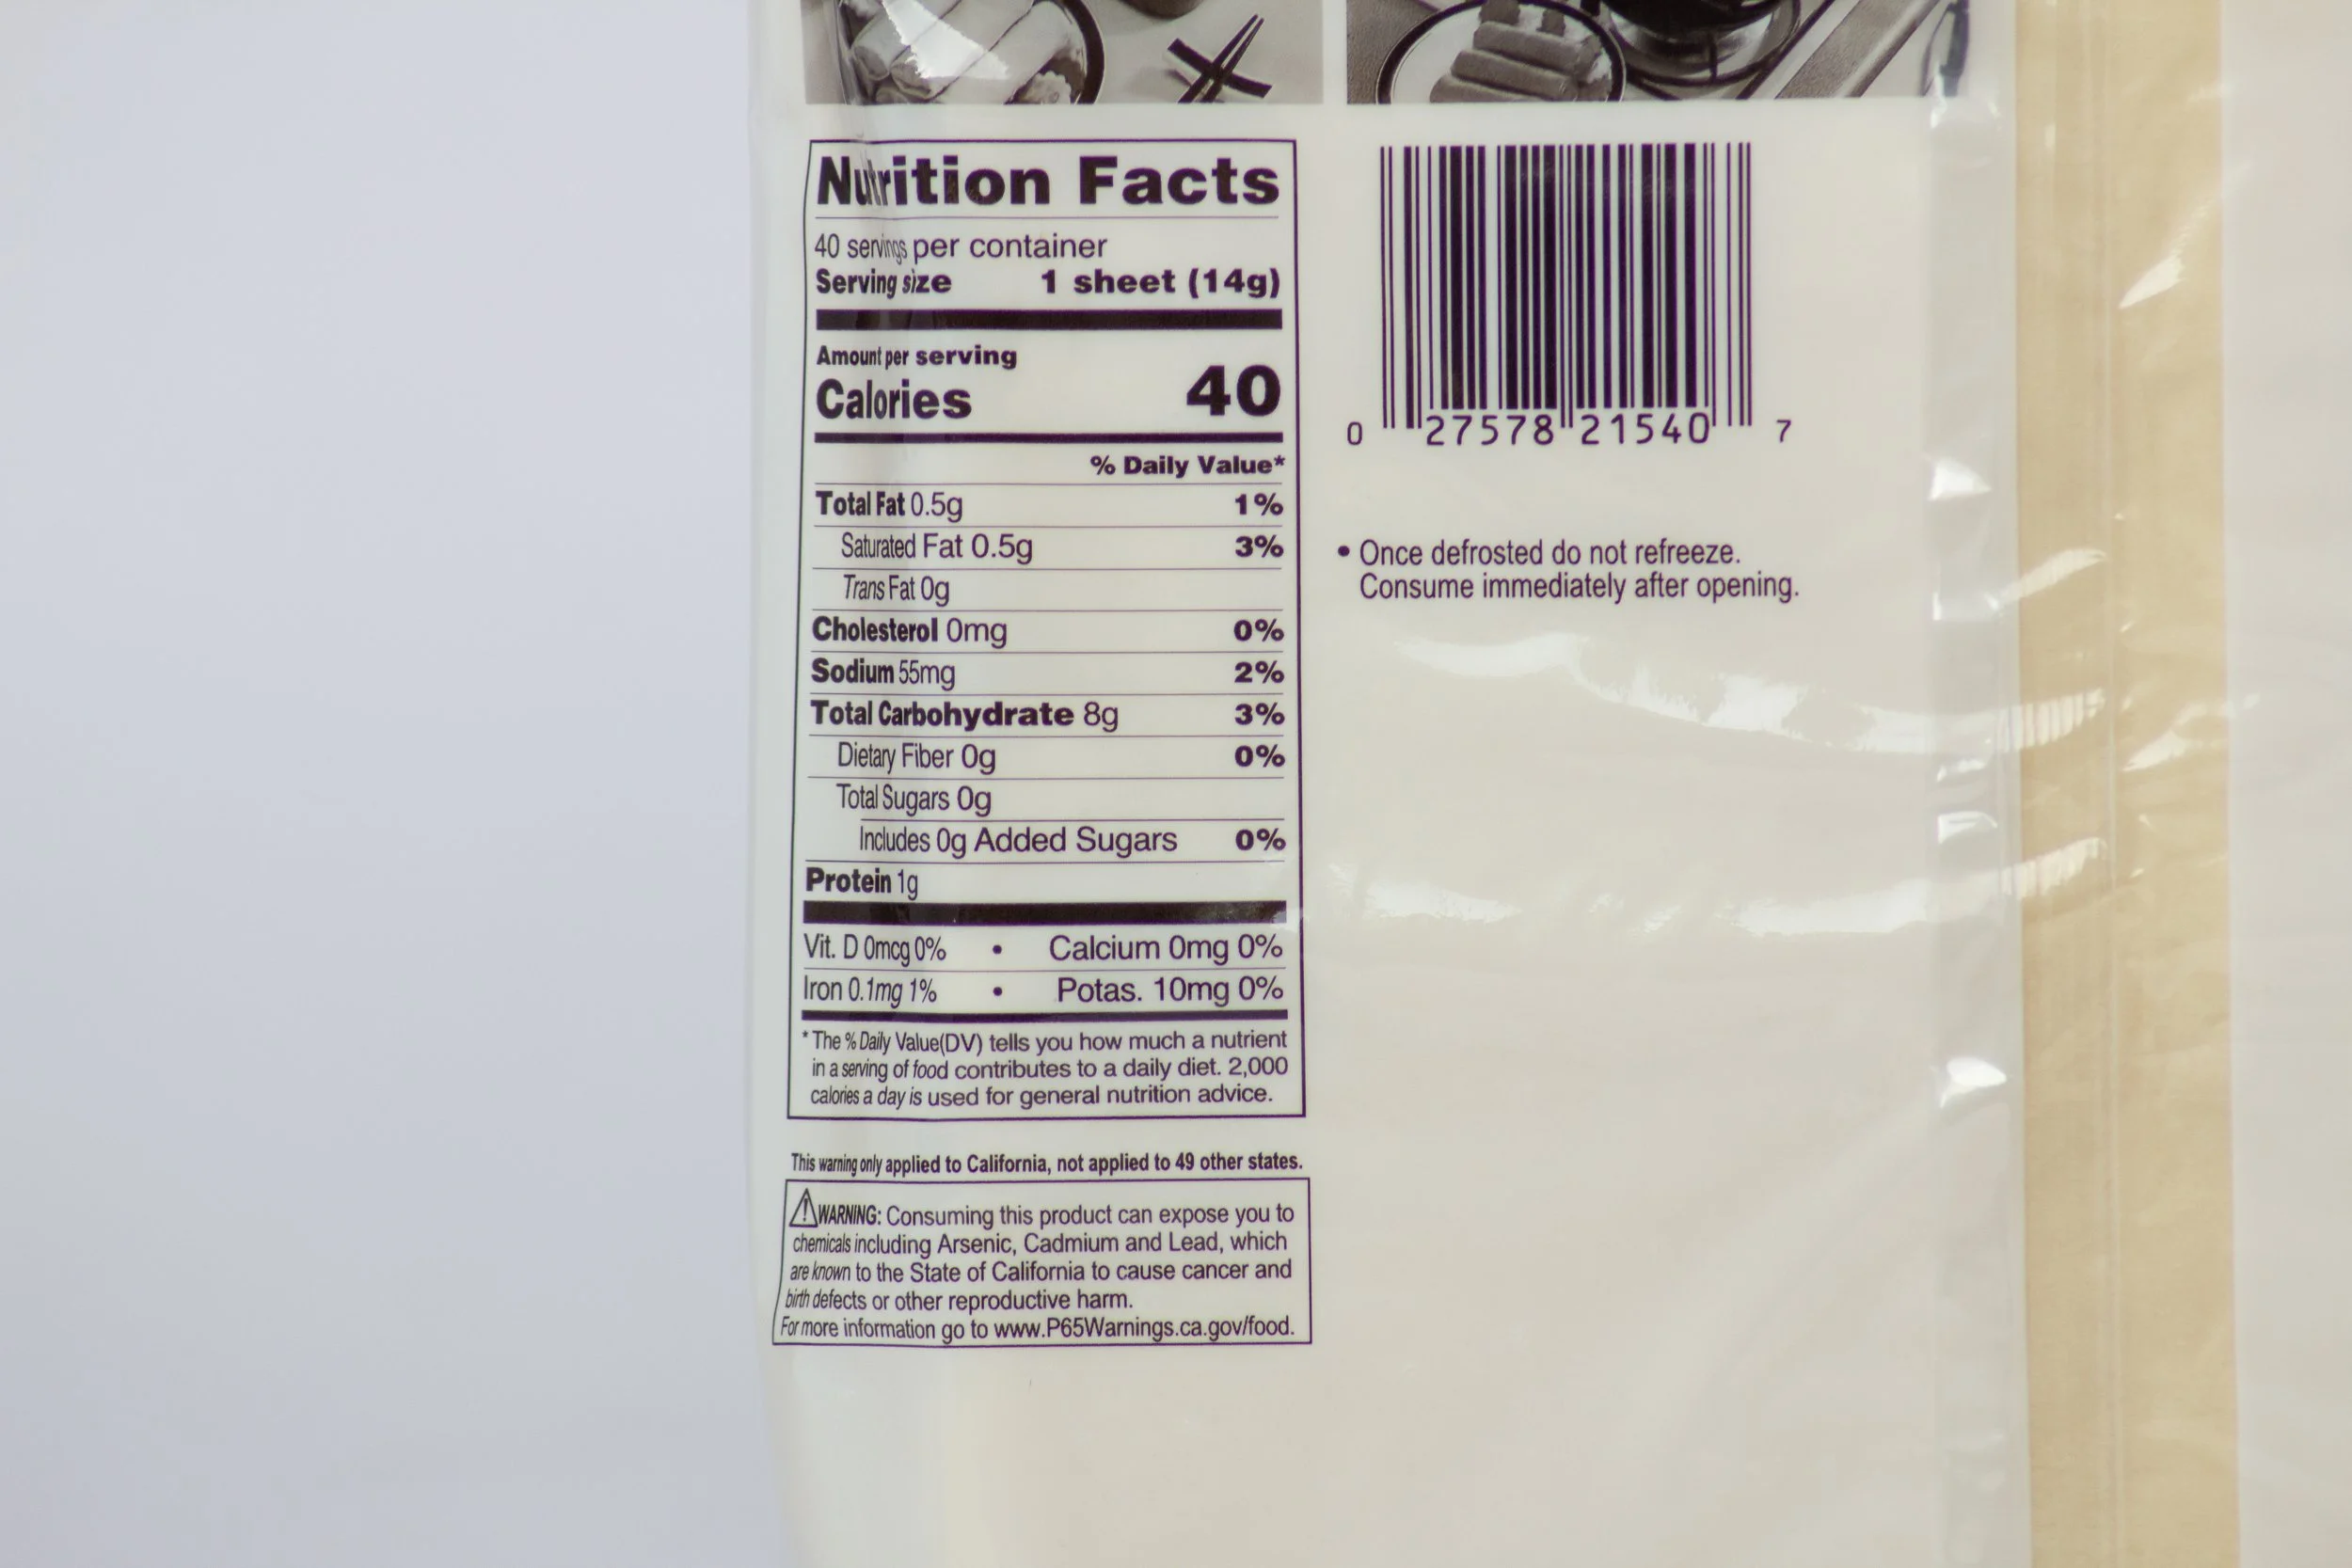 Nutrition Facts
40 servings per container
Serving size 1 sheet (14g)
Amount per serving
Calories 40
% Daily Value*
Total Fat 0.5g 1%
Saturated Fat 0.5g 3%
Trans Fat 0g
Cholesterol 0mg 0%
Sodium 55mg 2%
Total Carbohydrate 8g 3%
Dietary Fiber 0g 0%
Total Sugars 0g
Includes 0g Added Sugars 0%
Protein 1g
Vit. D 0mcg 0% • Calcium 0mg 0%
Iron 0.1mg 1% • Potas. 10mg 0%
* The % Daily Value(DV) tells you how much a nutrient
in a serving of food contributes to a daily diet. 2,000
calories a day is used for general nutrition advice.
This warning only applied to California, not applied to 49 other states.
WARNING: Consuming this product can expose you to
chemicals including Arsenic, Cadmium and Lead, which
are known to the State of California to cause cancer and
birth defects or other reproductive harm.
For more information go to www.P65Warnings.ca.gov/food.
0 27578 21540 7
• Once defrosted do not refreeze.
Consume immediately after opening.